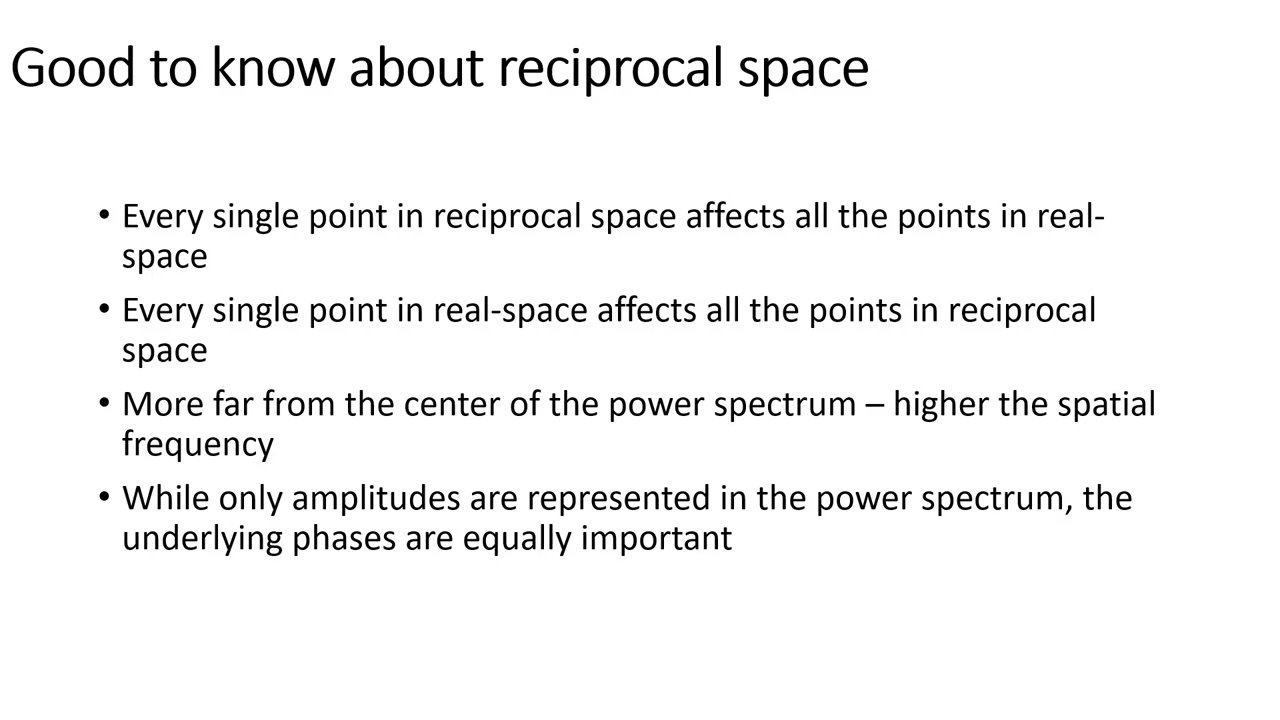 Good to know about reciprocal space
• Every single point in reciprocal space affects all the points in real-
space
• Every single point in real-space affects all the points in reciprocal
space
• More far from the center of the power spectrum – higher the spatial
frequency
• While only amplitudes are represented in the power spectrum, the
underlying phases are equally important